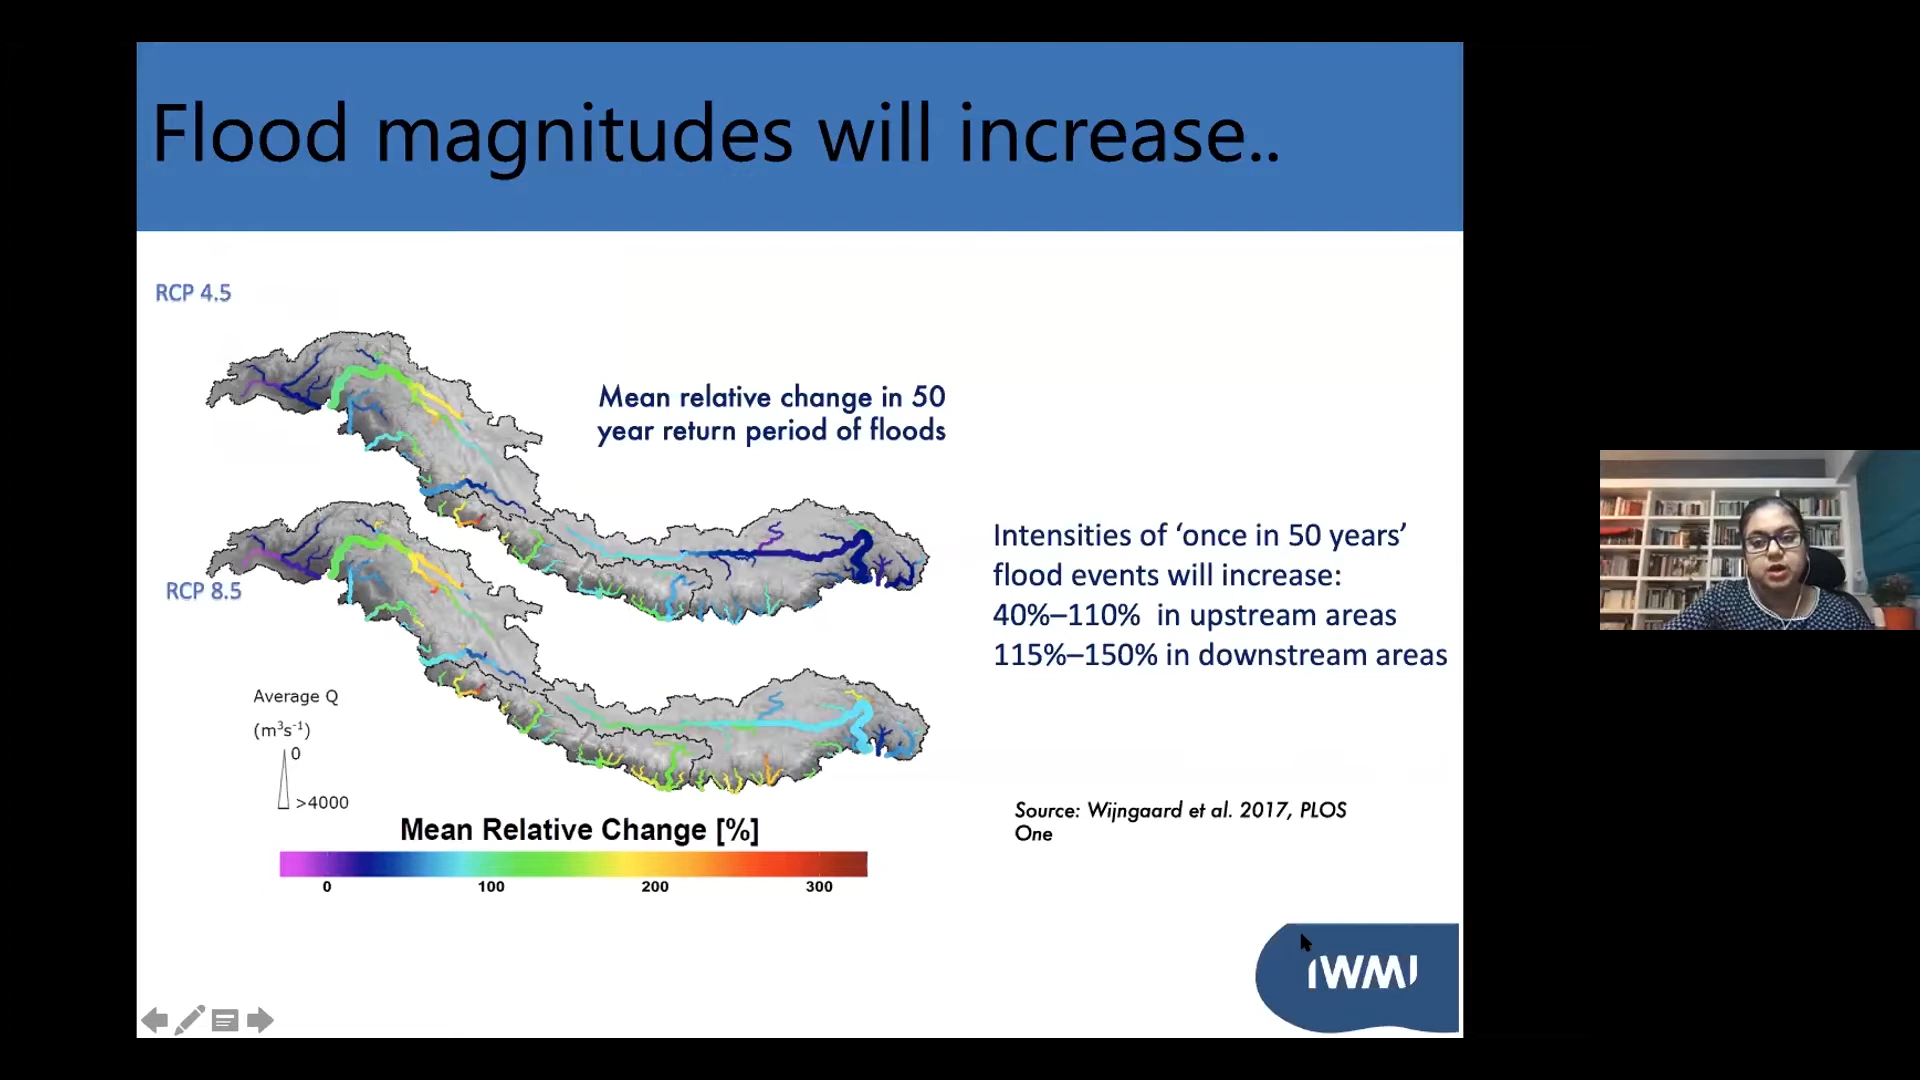 Flood magnitudes will increase..
RCP 4.5
Mean relative change in 50
year return period of floods
RCP 8.5
Intensities of ‘once in 50 years’
flood events will increase:
40%–110% in upstream areas
115%–150% in downstream areas
Average Q
(m³s⁻¹)
0
>4000
Mean Relative Change [%]
0 100 200 300
Source: Wijngaard et al. 2017, PLOS
One
IWMI